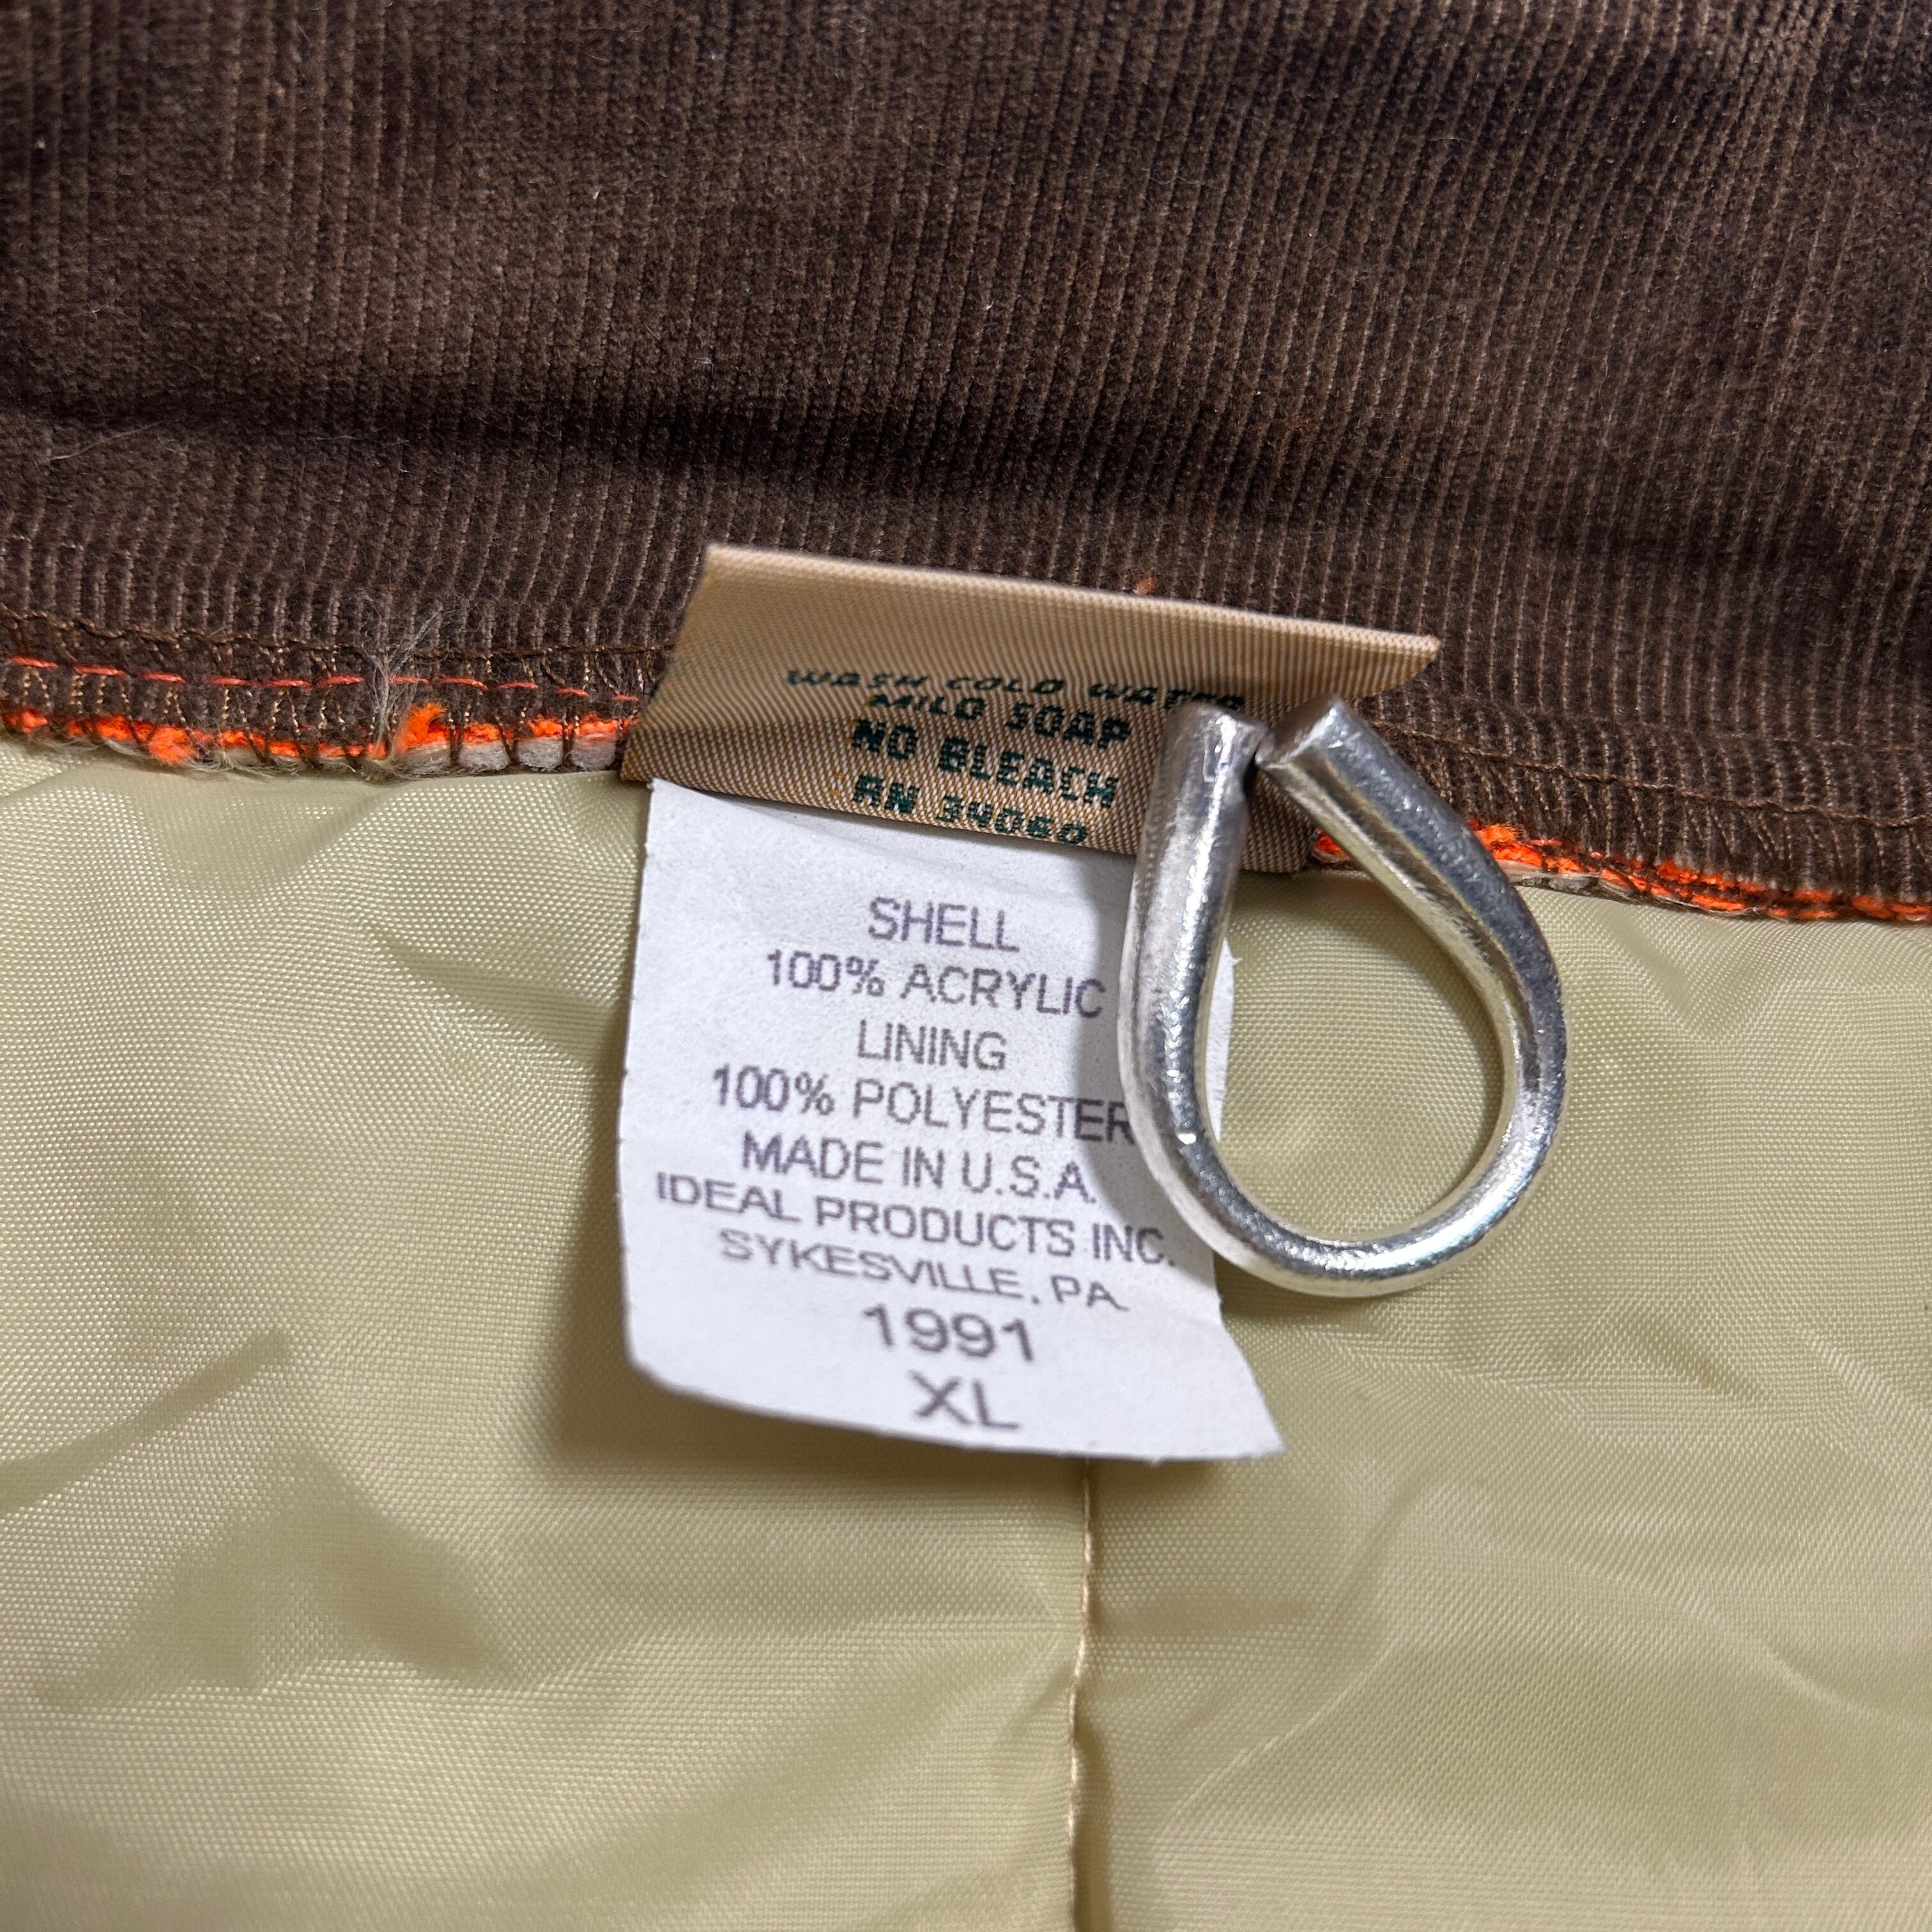 WASH COLD WATER
MILD SOAP
NO BLEACH
RN 34060
SHELL
100% ACRYLIC
LINING
100% POLYESTER
MADE IN U.S.A.
IDEAL PRODUCTS INC.
SYKESVILLE, PA.
1991
XL